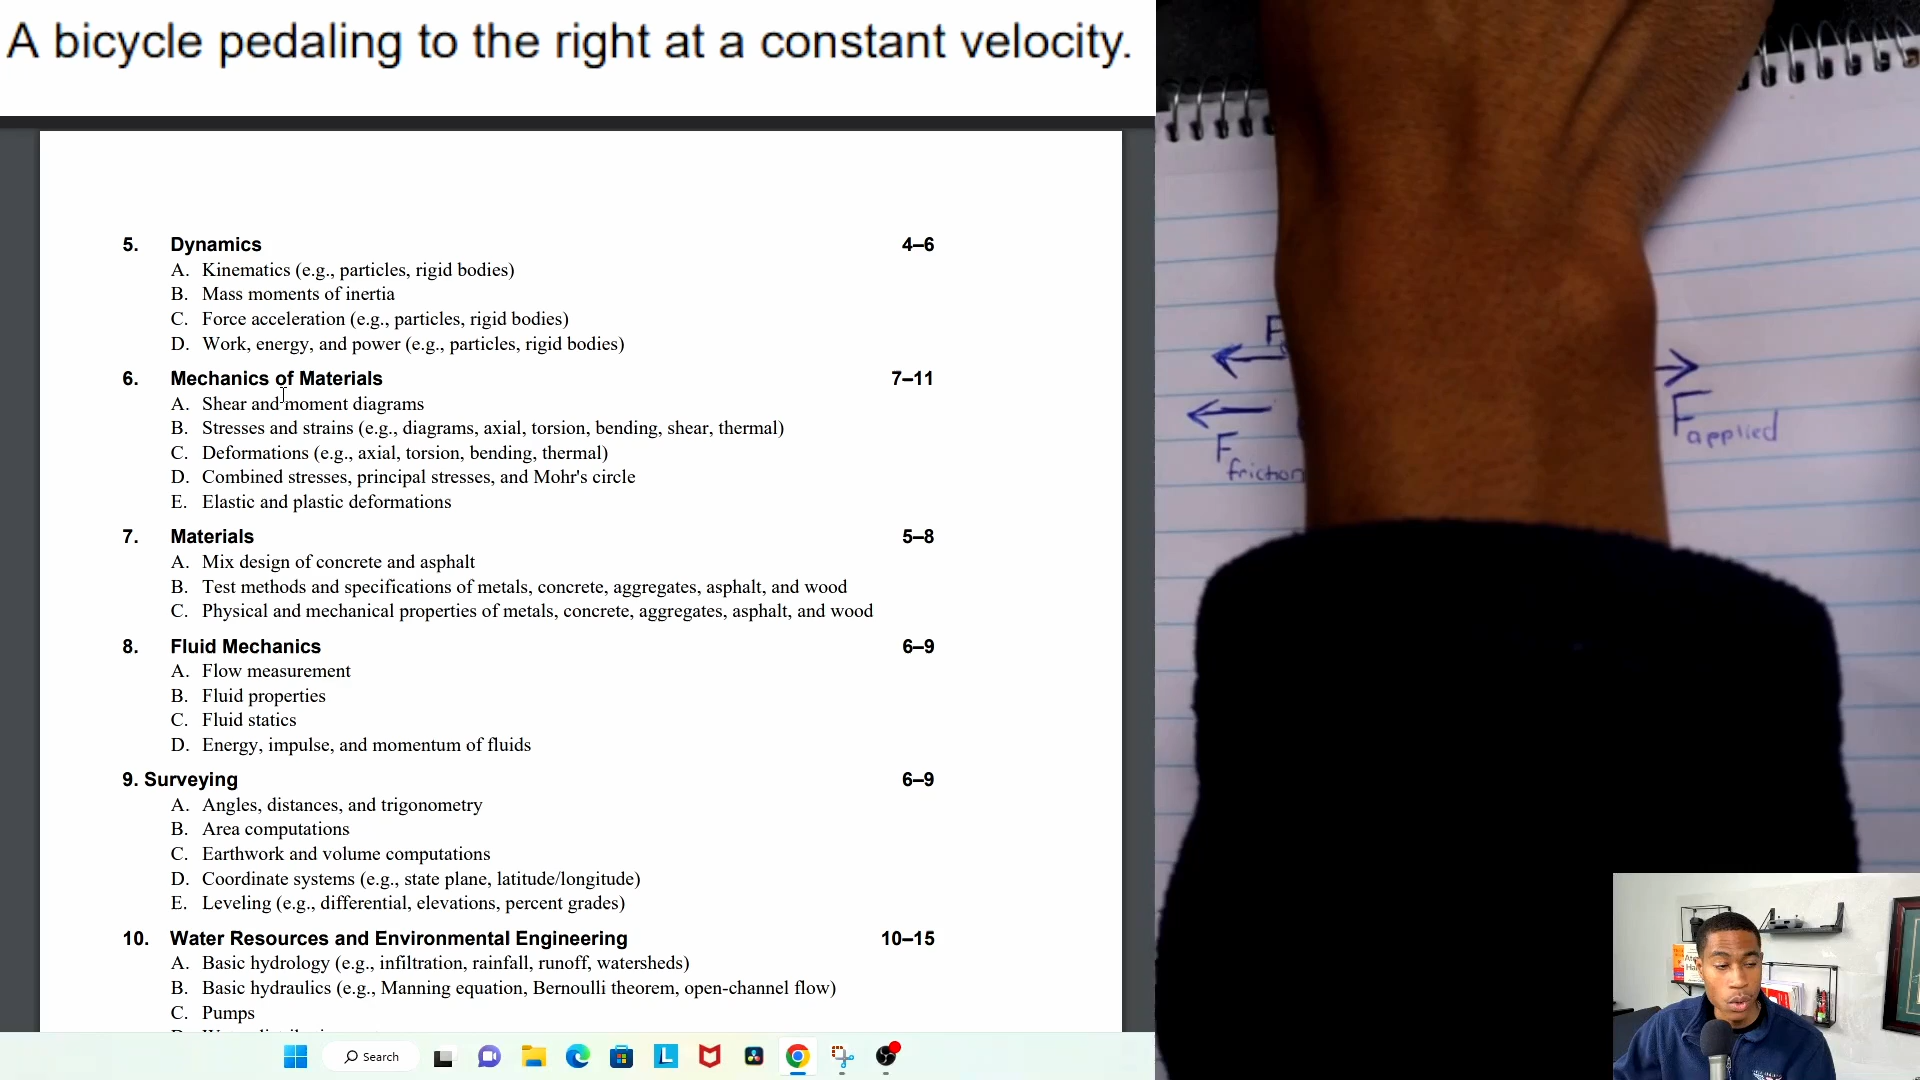 A bicycle pedaling to the right at a constant velocity.
5. Dynamics 4–6
A. Kinematics (e.g., particles, rigid bodies)
B. Mass moments of inertia
C. Force acceleration (e.g., particles, rigid bodies)
D. Work, energy, and power (e.g., particles, rigid bodies)
6. Mechanics of Materials 7–11
A. Shear and moment diagrams
B. Stresses and strains (e.g., diagrams, axial, torsion, bending, shear, thermal)
C. Deformations (e.g., axial, torsion, bending, thermal)
D. Combined stresses, principal stresses, and Mohr's circle
E. Elastic and plastic deformations
7. Materials 5–8
A. Mix design of concrete and asphalt
B. Test methods and specifications of metals, concrete, aggregates, asphalt, and wood
C. Physical and mechanical properties of metals, concrete, aggregates, asphalt, and wood
8. Fluid Mechanics 6–9
A. Flow measurement
B. Fluid properties
C. Fluid statics
D. Energy, impulse, and momentum of fluids
9. Surveying 6–9
A. Angles, distances, and trigonometry
B. Area computations
C. Earthwork and volume computations
D. Coordinate systems (e.g., state plane, latitude/longitude)
E. Leveling (e.g., differential, elevations, percent grades)
10. Water Resources and Environmental Engineering 10–15
A. Basic hydrology (e.g., infiltration, rainfall, runoff, watersheds)
B. Basic hydraulics (e.g., Manning equation, Bernoulli theorem, open-channel flow)
C. Pumps
Search
F
F applied
F friction